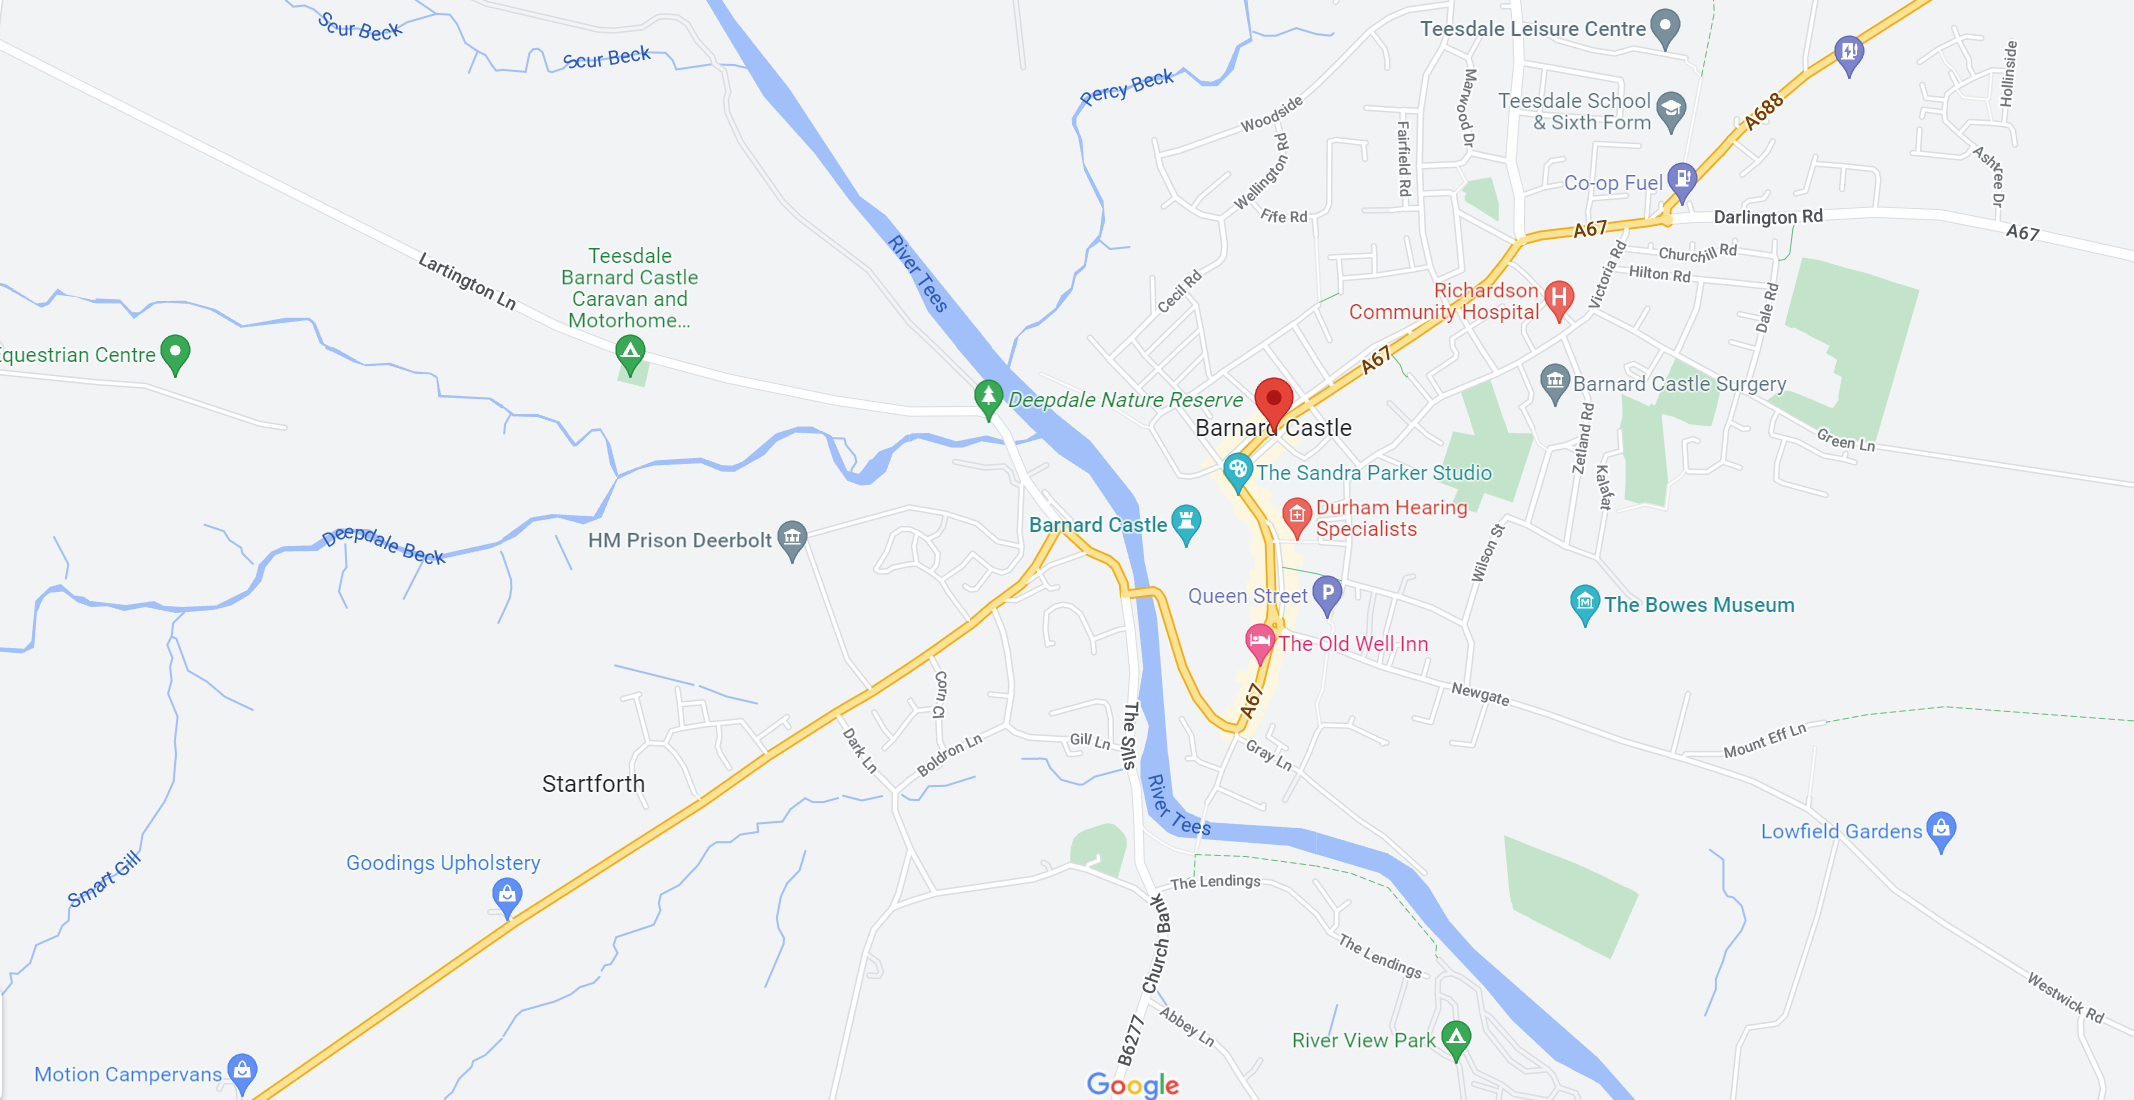 Scur Beck
Scur Beck
Percy Beck
Teesdale Leisure Centre
Hollinside
Marwood Dr
Woodside
Teesdale School
& Sixth Form
A688
Fairfield Rd
Wellington Rd
Ashtree Dr
Co-op Fuel
Fife Rd
A67
Darlington Rd
A67
River Tees
Lartington Ln
Teesdale
Barnard Castle
Caravan and
Motorhome...
Churchill Rd
Hilton Rd
Victoria Rd
Cecil Rd
Richardson
Community Hospital
Dale Rd
Equestrian Centre
A67
Barnard Castle Surgery
Deepdale Nature Reserve
Barnard Castle
Zetland Rd
Green Ln
The Sandra Parker Studio
Kalafat
Durham Hearing
Specialists
Barnard Castle
HM Prison Deerbolt
Deepdale Beck
Wilson St
Queen Street
The Bowes Museum
The Old Well Inn
Corn Cl
A67
Newgate
The Sills
Dark Ln
Boldron Ln
Gill Ln
Gray Ln
Mount Eff Ln
Startforth
River Tees
Lowfield Gardens
Goodings Upholstery
Smart Gill
The Lendings
Church Bank
The Lendings
Westwick Rd
Abbey Ln
B6277
River View Park
Motion Campervans
Google